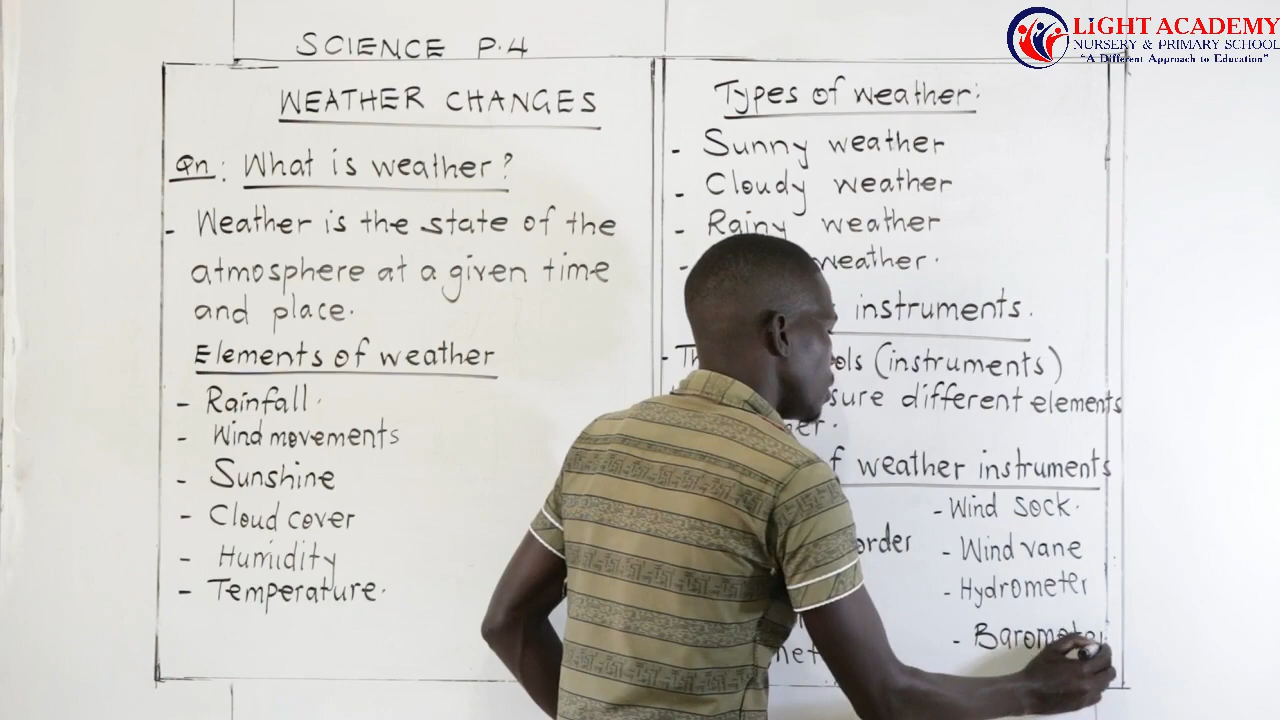 LIGHT ACADEMY
NURSERY & PRIMARY SCHOOL
"A Different Approach to Education"
SCIENCE P.4
WEATHER CHANGES
Qn: What is weather?
- Weather is the state of the
atmosphere at a given time
and place.
Elements of weather
- Rainfall.
- Wind movements
- Sunshine
- Cloud cover
- Humidity
- Temperature.
Types of weather:
- Sunny weather
- Cloudy weather
- Rainy weather
- weather.
instruments.
(instruments)
different elements
weather instruments
- Wind sock.
- Wind vane
- Hydrometer
- Barometer